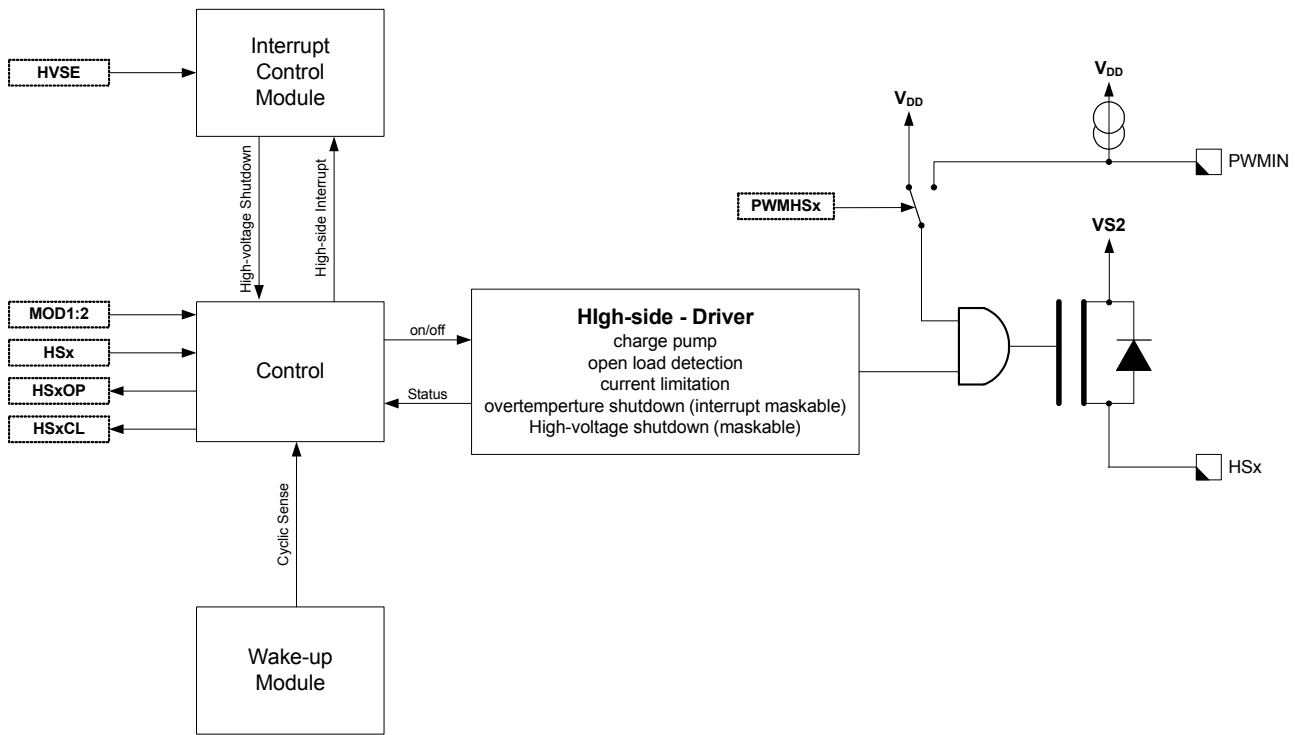 Interrupt
Control
Module
HVSE
High-voltage Shutdown
High-side Interrupt
VDD
VDD
PWMIN
PWMHSx
VS2
MOD1:2
HSx
HSxOP
HSxCL
Control
on/off
Status
HIgh-side - Driver
charge pump
open load detection
current limitation
overtemperture shutdown (interrupt maskable)
High-voltage shutdown (maskable)
HSx
Cyclic Sense
Wake-up
Module